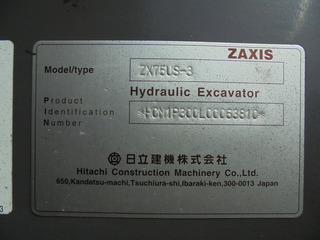 ZAXIS
Model/type ZX75US-3
Hydraulic Excavator
Product
Identification
Number
日立建機株式会社
Hitachi Construction Machinery Co.,Ltd.
650,Kandatsu-machi,Tsuchiura-shi,Ibaraki-ken,300-0013 Japan